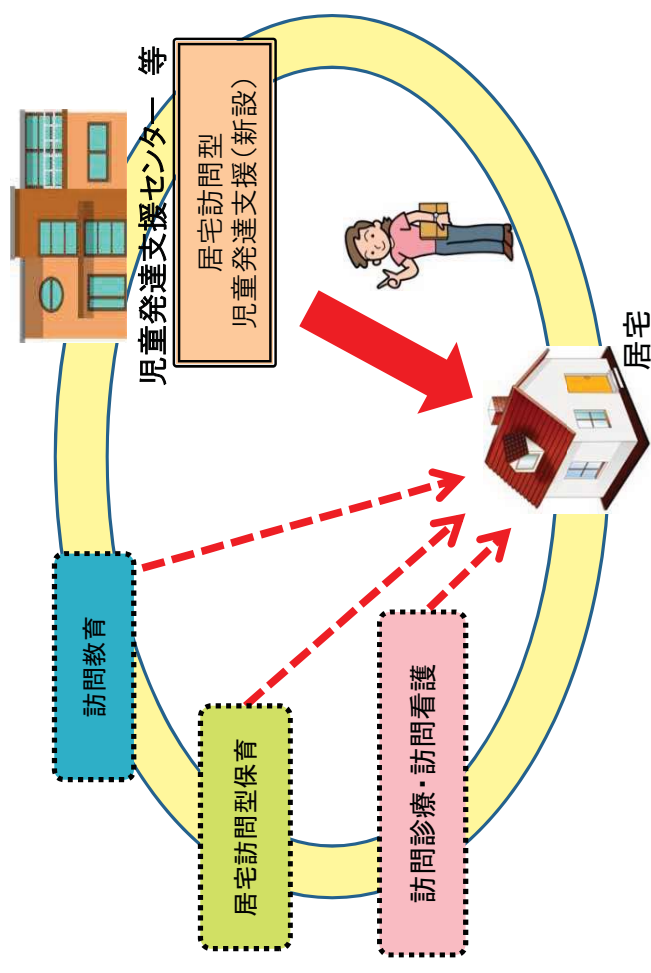 児童発達支援センター 等
居宅訪問型
児童発達支援(新設)
訪問教育
居宅訪問型保育
訪問診療・訪問看護
居宅